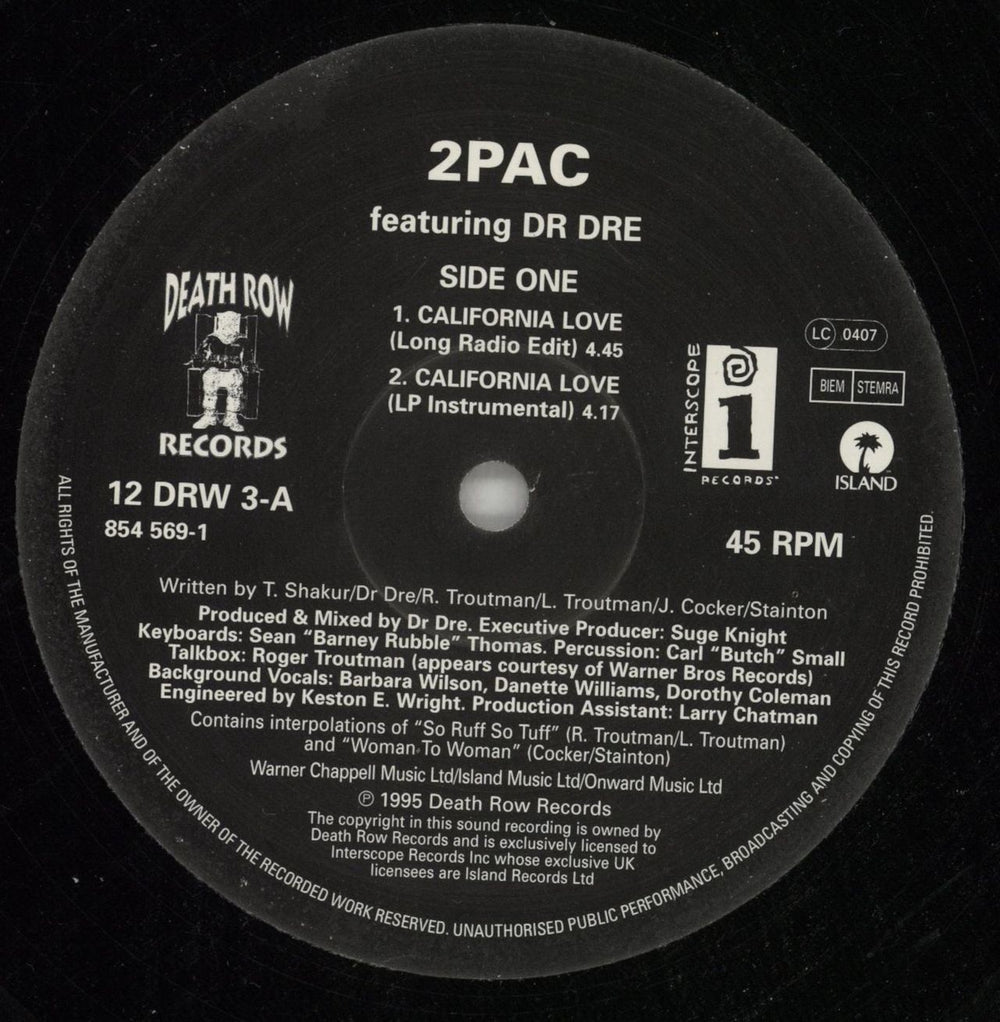 2PAC
featuring DR DRE
SIDE ONE
1. CALIFORNIA LOVE
(Long Radio Edit) 4.45
2. CALIFORNIA LOVE
(LP Instrumental) 4.17
DEATH ROW
RECORDS
12 DRW 3-A
854 569-1
INTERSCOPE
i
RECORDS
LC 0407
BIEM STEMRA
ISLAND
45 RPM
Written by T. Shakur/Dr Dre/R. Troutman/L. Troutman/J. Cocker/Stainton
Produced & Mixed by Dr Dre. Executive Producer: Suge Knight
Keyboards: Sean "Barney Rubble" Thomas. Percussion: Carl "Butch" Small
Talkbox: Roger Troutman (appears courtesy of Warner Bros Records)
Background Vocals: Barbara Wilson, Danette Williams, Dorothy Coleman
Engineered by Keston E. Wright. Production Assistant: Larry Chatman
Contains interpolations of "So Ruff So Tuff" (R. Troutman/L. Troutman)
and "Woman To Woman" (Cocker/Stainton)
Warner Chappell Music Ltd/Island Music Ltd/Onward Music Ltd
℗ 1995 Death Row Records
The copyright in this sound recording is owned by
Death Row Records and is exclusively licensed to
Interscope Records Inc whose exclusive UK
licensees are Island Records Ltd
ALL RIGHTS OF THE MANUFACTURER AND OF THE OWNER OF THE RECORDED WORK RESERVED. UNAUTHORISED PUBLIC PERFORMANCE, BROADCASTING AND COPYING OF THIS RECORD PROHIBITED.